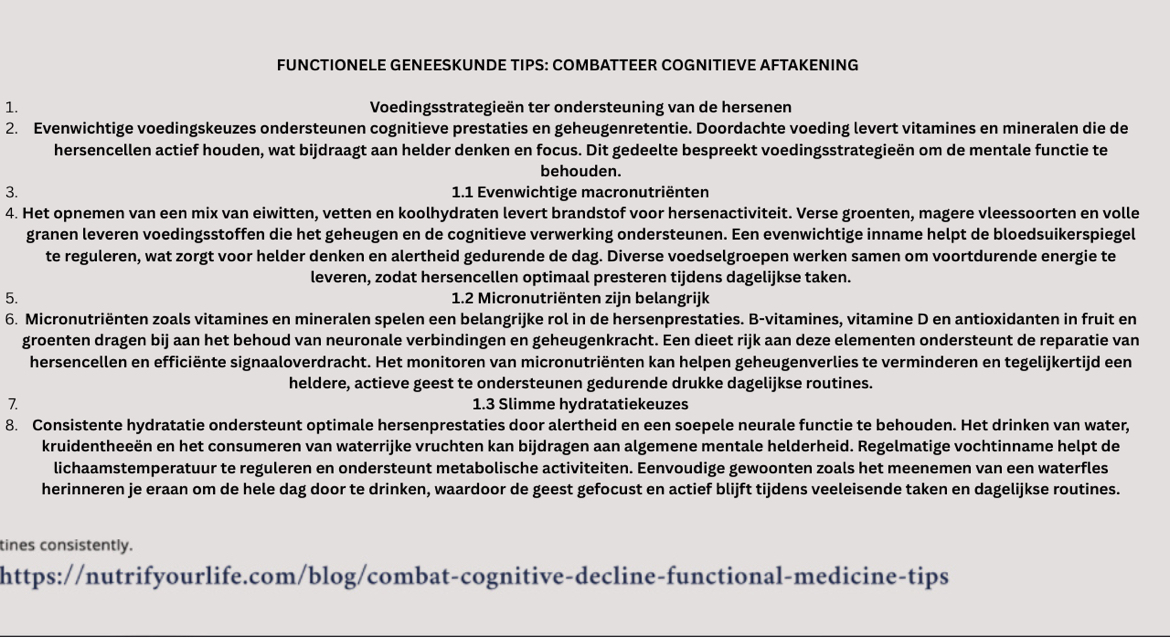 FUNCTIONELE GENEESKUNDE TIPS: COMBATTEER COGNITIEVE AFTAKENING
1. Voedingsstrategieën ter ondersteuning van de hersenen
2. Evenwichtige voedingskeuzes ondersteunen cognitieve prestaties en geheugenretentie. Doordachte voeding levert vitamines en mineralen die de
hersencellen actief houden, wat bijdraagt aan helder denken en focus. Dit gedeelte bespreekt voedingsstrategieën om de mentale functie te
behouden.
3. 1.1 Evenwichtige macronutriënten
4. Het opnemen van een mix van eiwitten, vetten en koolhydraten levert brandstof voor hersenactiviteit. Verse groenten, magere vleessoorten en volle
granen leveren voedingsstoffen die het geheugen en de cognitieve verwerking ondersteunen. Een evenwichtige inname helpt de bloedsuikerspiegel
te reguleren, wat zorgt voor helder denken en alertheid gedurende de dag. Diverse voedselgroepen werken samen om voortdurende energie te
leveren, zodat hersencellen optimaal presteren tijdens dagelijkse taken.
5. 1.2 Micronutriënten zijn belangrijk
6. Micronutriënten zoals vitamines en mineralen spelen een belangrijke rol in de hersenprestaties. B-vitamines, vitamine D en antioxidanten in fruit en
groenten dragen bij aan het behoud van neuronale verbindingen en geheugenkracht. Een dieet rijk aan deze elementen ondersteunt de reparatie van
hersencellen en efficiënte signaaloverdracht. Het monitoren van micronutriënten kan helpen geheugenverlies te verminderen en tegelijkertijd een
heldere, actieve geest te ondersteunen gedurende drukke dagelijkse routines.
7. 1.3 Slimme hydratatiekeuzes
8. Consistente hydratatie ondersteunt optimale hersenprestaties door alertheid en een soepele neurale functie te behouden. Het drinken van water,
kruidentheeën en het consumeren van waterrijke vruchten kan bijdragen aan algemene mentale helderheid. Regelmatige vochtinname helpt de
lichaamstemperatuur te reguleren en ondersteunt metabolische activiteiten. Eenvoudige gewoonten zoals het meenemen van een waterfles
herinneren je eraan om de hele dag door te drinken, waardoor de geest gefocust en actief blijft tijdens veeleisende taken en dagelijkse routines.
tines consistently.
https://nutrifyourlife.com/blog/combat-cognitive-decline-functional-medicine-tips